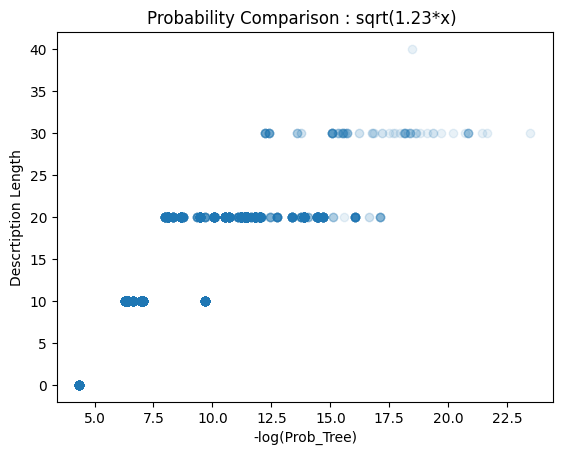 Probability Comparison : sqrt(1.23*x)
40
35
30
25
20
15
10
5
0
Descrtiption Length
5.0 7.5 10.0 12.5 15.0 17.5 20.0 22.5
-log(Prob_Tree)